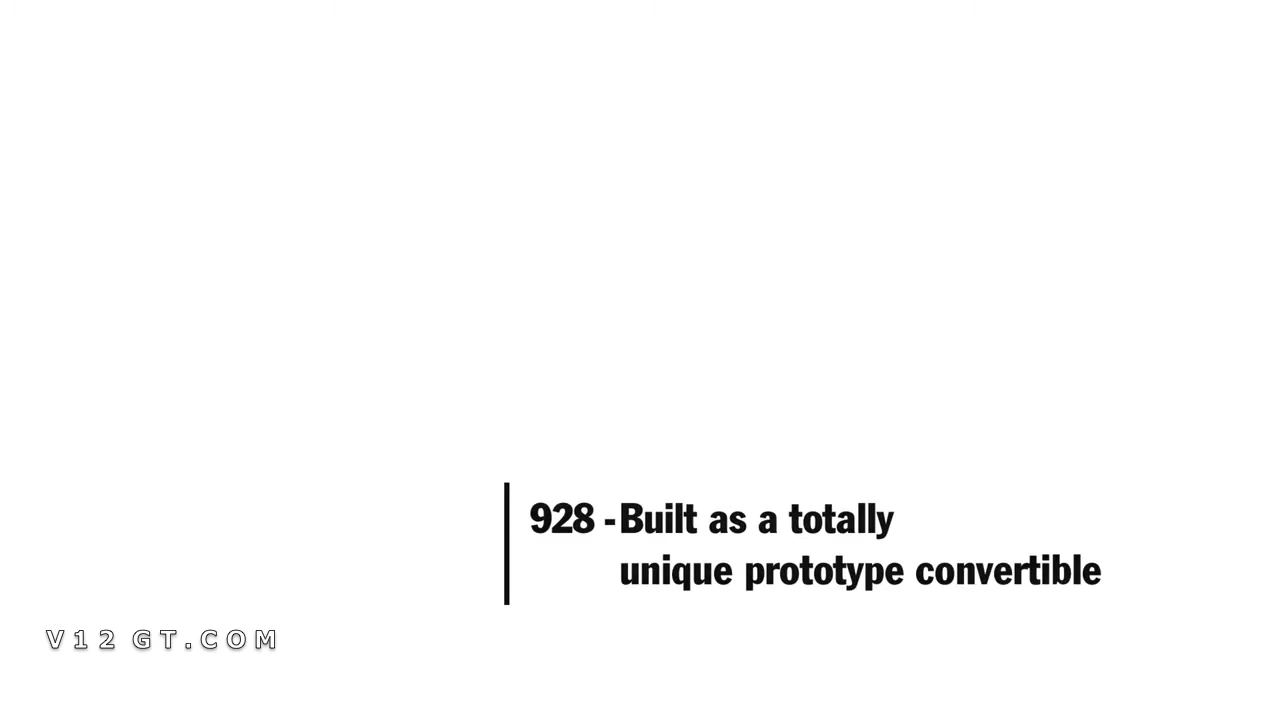 928 - Built as a totally
unique prototype convertible
V12 GT.COM